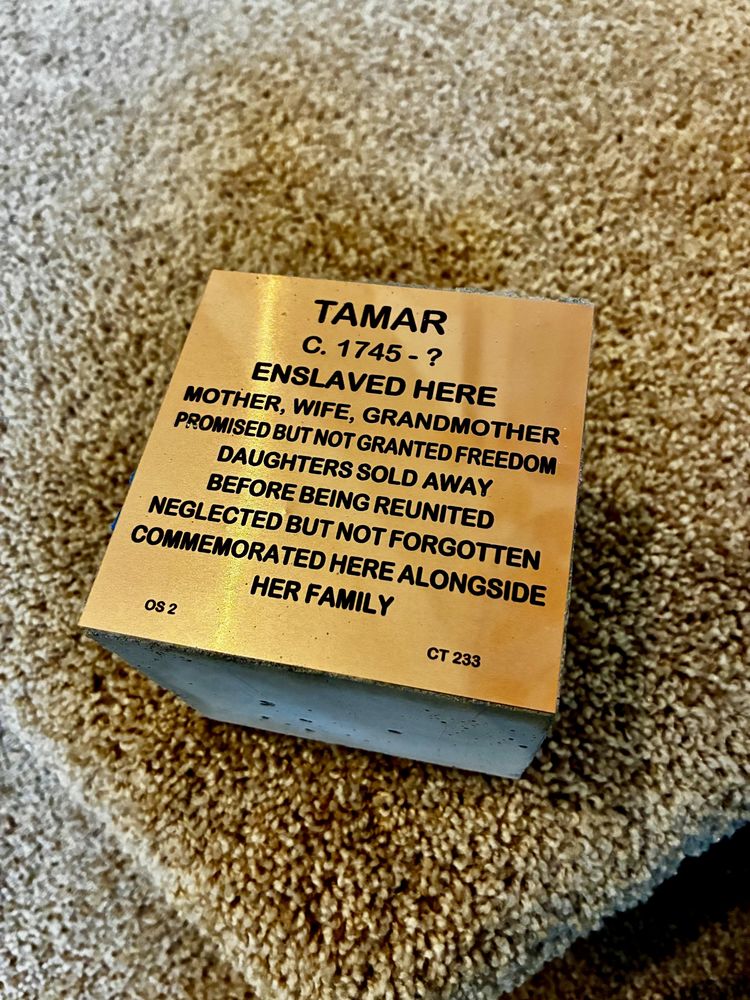 TAMAR
C. 1745 - ?
ENSLAVED HERE
MOTHER, WIFE, GRANDMOTHER
PROMISED BUT NOT GRANTED FREEDOM
DAUGHTERS SOLD AWAY
BEFORE BEING REUNITED
NEGLECTED BUT NOT FORGOTTEN
COMMEMORATED HERE ALONGSIDE
HER FAMILY
OS 2
CT 233